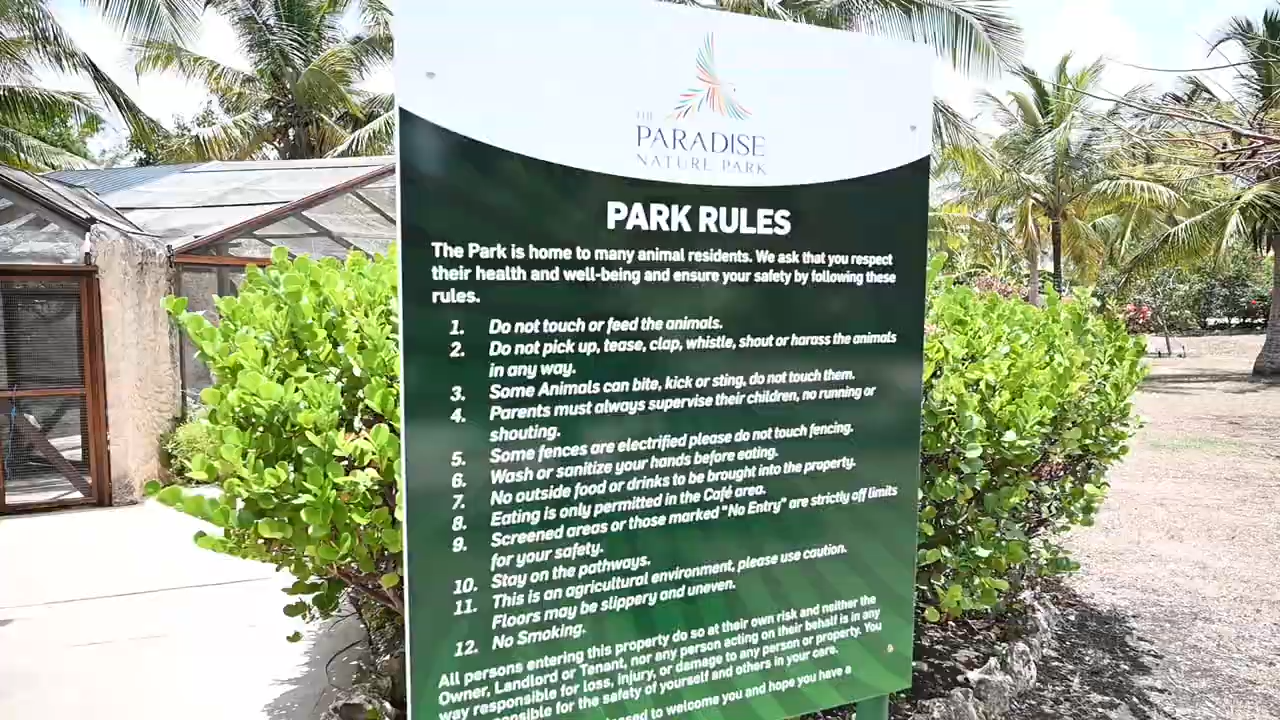 THE
PARADISE
NATURE PARK
PARK RULES
The Park is home to many animal residents. We ask that you respect
their health and well-being and ensure your safety by following these
rules.
1. Do not touch or feed the animals.
2. Do not pick up, tease, clap, whistle, shout or harass the animals
in any way.
3. Some Animals can bite, kick or sting, do not touch them.
4. Parents must always supervise their children, no running or
shouting.
5. Some fences are electrified please do not touch fencing.
6. Wash or sanitize your hands before eating.
7. No outside food or drinks to be brought into the property.
8. Eating is only permitted in the Café area.
9. Screened areas or those marked "No Entry" are strictly off limits
for your safety.
10. Stay on the pathways.
11. This is an agricultural environment, please use caution.
Floors may be slippery and uneven.
12. No Smoking.
All persons entering this property do so at their own risk and neither the
Owner, Landlord or Tenant, nor any person acting on their behalf is in any
way responsible for loss, injury, or damage to any person or property. You
for the safety of yourself and others in your care.
to welcome you and hope you have a